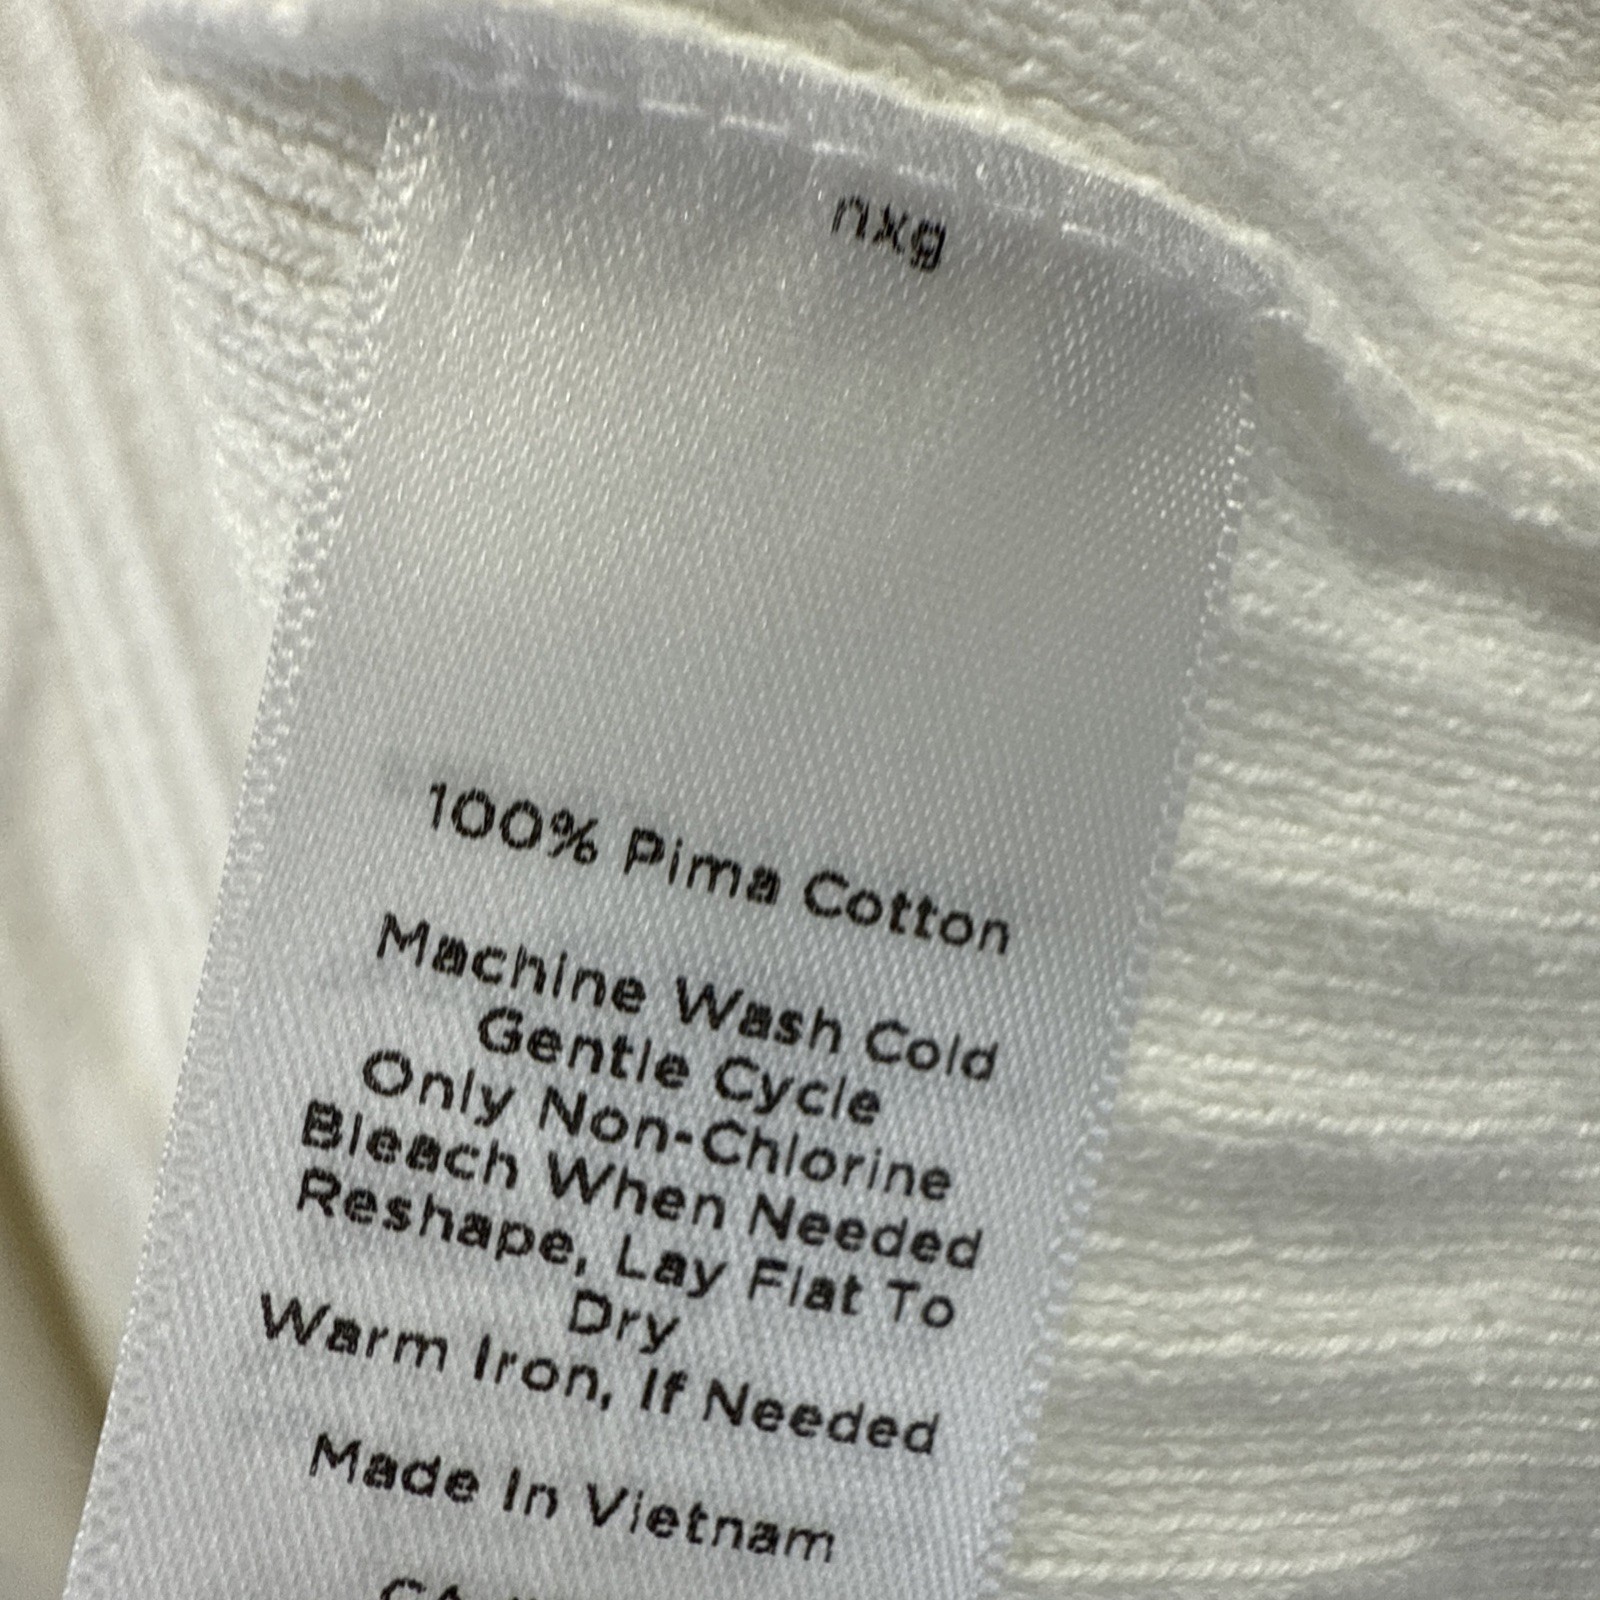 nxg
100% Pima Cotton
Machine Wash Cold
Gentle Cycle
Only Non-Chlorine
Bleach When Needed
Reshape, Lay Flat To
Dry
Warm Iron, If Needed
Made In Vietnam